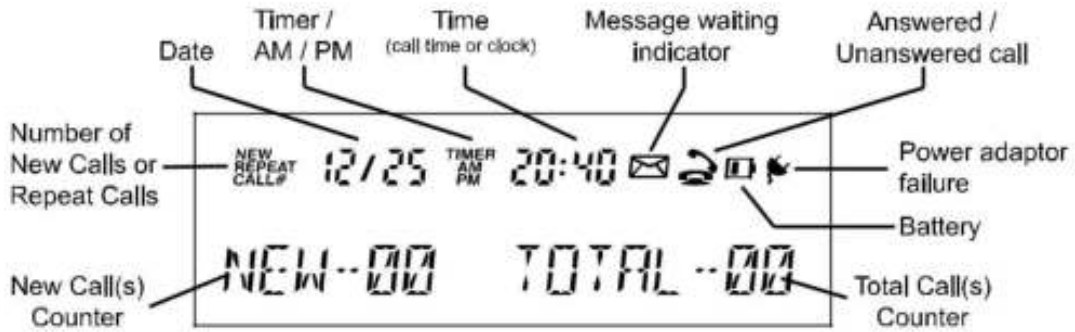 Timer /
AM / PM
Time
(call time or clock)
Message waiting
indicator
Answered /
Unanswered call
Date
Number of
New Calls or
Repeat Calls
NEW
REPEAT
CALL#
12/25
TIMER
AM
PM
20:40
Power adaptor
failure
Battery
NEW--00 TOTAL--00
New Call(s)
Counter
Total Call(s)
Counter